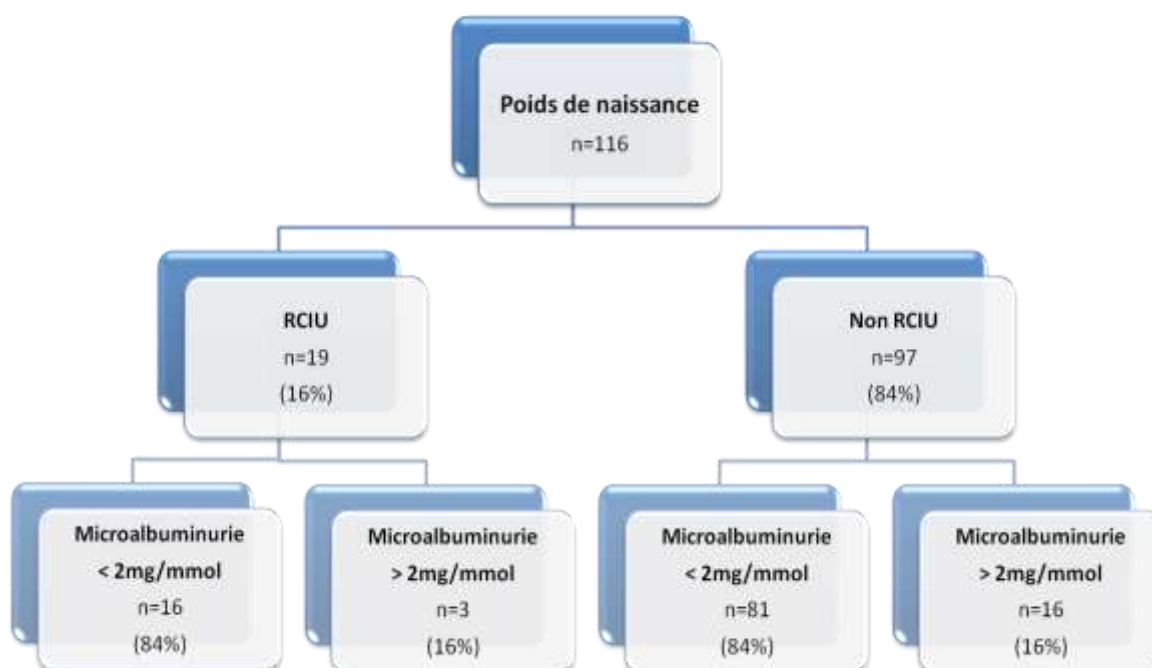 Poids de naissance
n=116
RCIU
n=19
(16%)
Non RCIU
n=97
(84%)
Microalbuminurie
< 2mg/mmol
n=16
(84%)
Microalbuminurie
> 2mg/mmol
n=3
(16%)
Microalbuminurie
< 2mg/mmol
n=81
(84%)
Microalbuminurie
> 2mg/mmol
n=16
(16%)